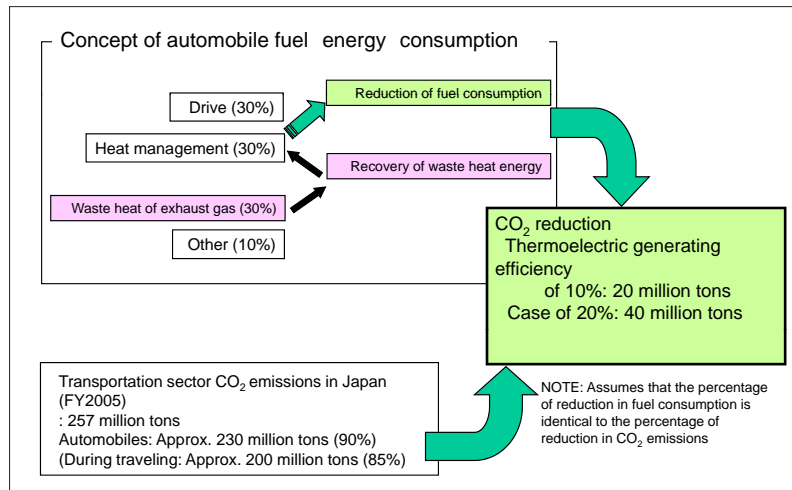 Concept of automobile fuel energy consumption
Drive (30%)
Reduction of fuel consumption
Heat management (30%)
Recovery of waste heat energy
Waste heat of exhaust gas (30%)
Other (10%)
CO₂ reduction
Thermoelectric generating
efficiency
of 10%: 20 million tons
Case of 20%: 40 million tons
Transportation sector CO₂ emissions in Japan
(FY2005)
: 257 million tons
Automobiles: Approx. 230 million tons (90%)
(During traveling: Approx. 200 million tons (85%)
NOTE: Assumes that the percentage
of reduction in fuel consumption is
identical to the percentage of
reduction in CO₂ emissions